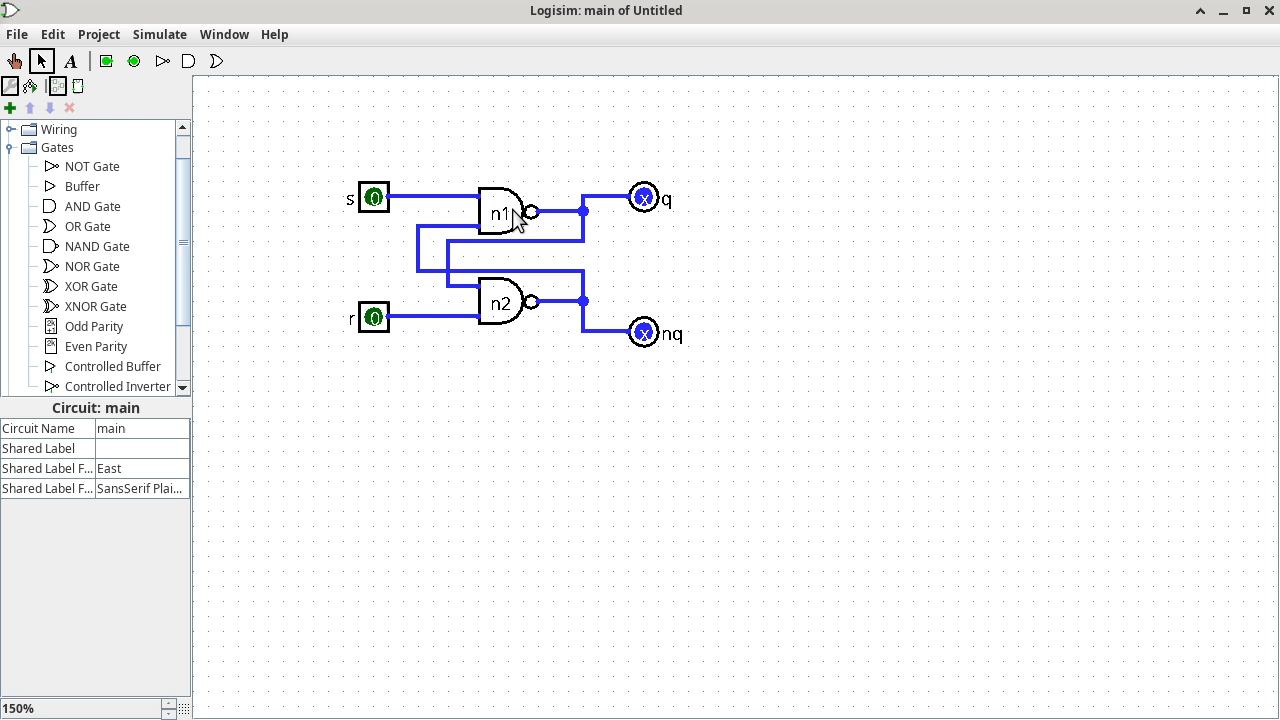 Logisim: main of Untitled
File Edit Project Simulate Window Help
A
Wiring
Gates
NOT Gate
Buffer
AND Gate
OR Gate
NAND Gate
NOR Gate
XOR Gate
XNOR Gate
Odd Parity
Even Parity
Controlled Buffer
Controlled Inverter
Circuit: main
Circuit Name main
Shared Label
Shared Label F... East
Shared Label F... SansSerif Plai...
150%
s 0 n1 x q
r 0 n2 x nq